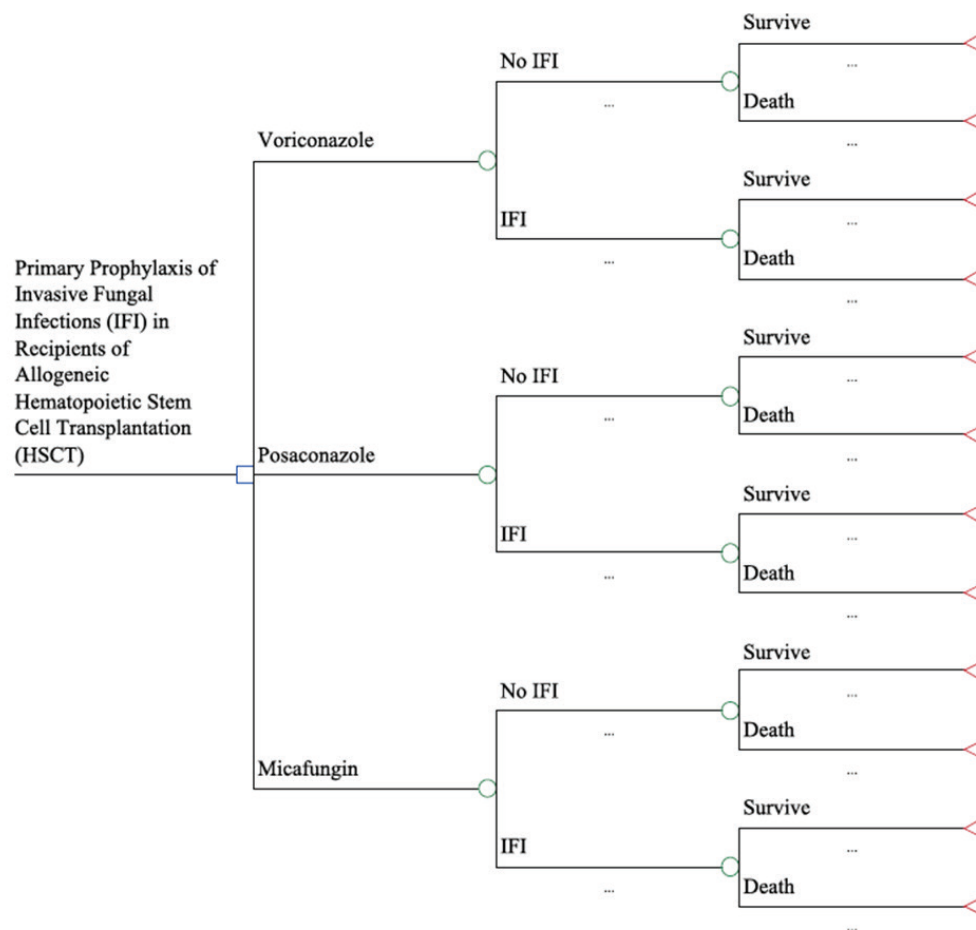 Survive
...
No IFI
...
Death
...
Voriconazole
Survive
...
IFI
...
Death
...
Primary Prophylaxis of
Invasive Fungal
Infections (IFI) in
Recipients of
Allogeneic
Hematopoietic Stem
Cell Transplantation
(HSCT)
Survive
...
No IFI
...
Death
...
Posaconazole
Survive
...
IFI
...
Death
...
Survive
...
No IFI
...
Death
...
Micafungin
Survive
...
IFI
...
Death
...